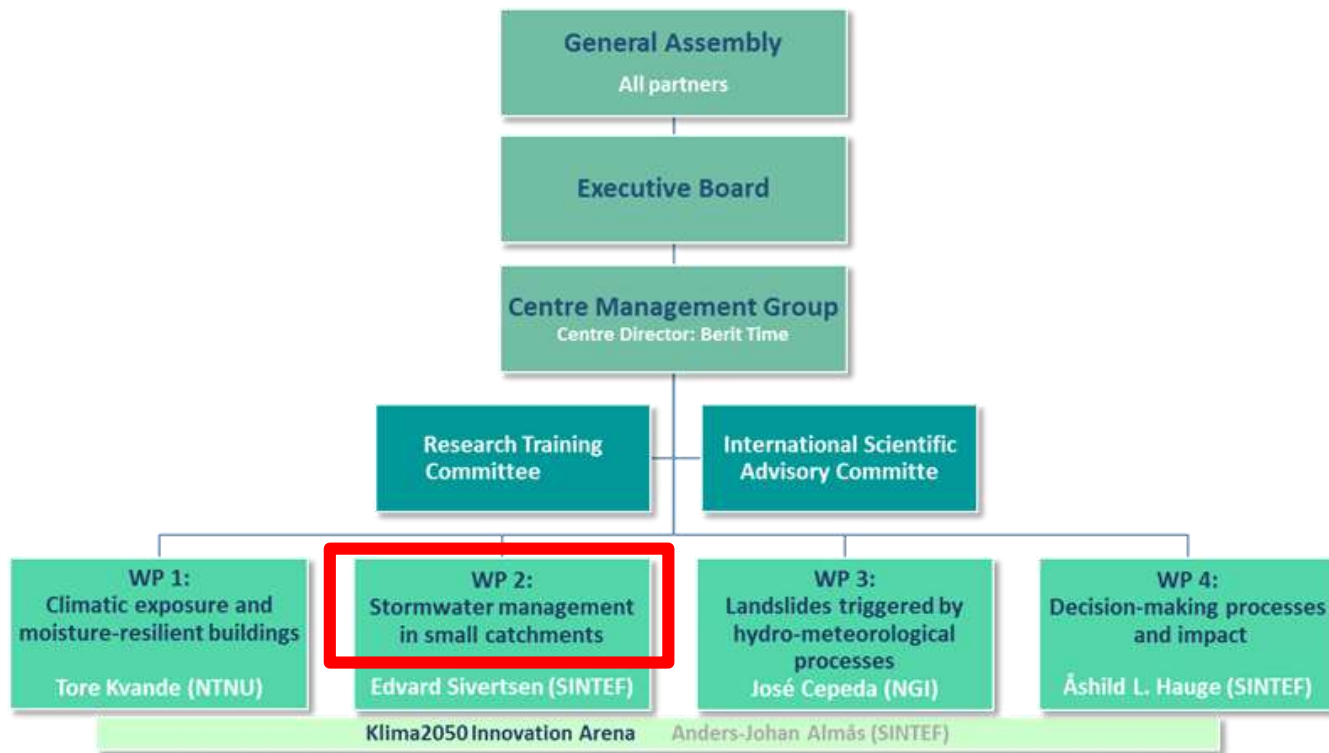 General Assembly
All partners
Executive Board
Centre Management Group
Centre Director: Berit Time
Research Training
Committee
International Scientific
Advisory Committe
WP 1:
Climatic exposure and
moisture-resilient buildings
Tore Kvande (NTNU)
WP 2:
Stormwater management
in small catchments
Edvard Sivertsen (SINTEF)
WP 3:
Landslides triggered by
hydro-meteorological
processes
José Cepeda (NGI)
WP 4:
Decision-making processes
and impact
Åshild L. Hauge (SINTEF)
Klima2050 Innovation Arena Anders-Johan Almås (SINTEF)